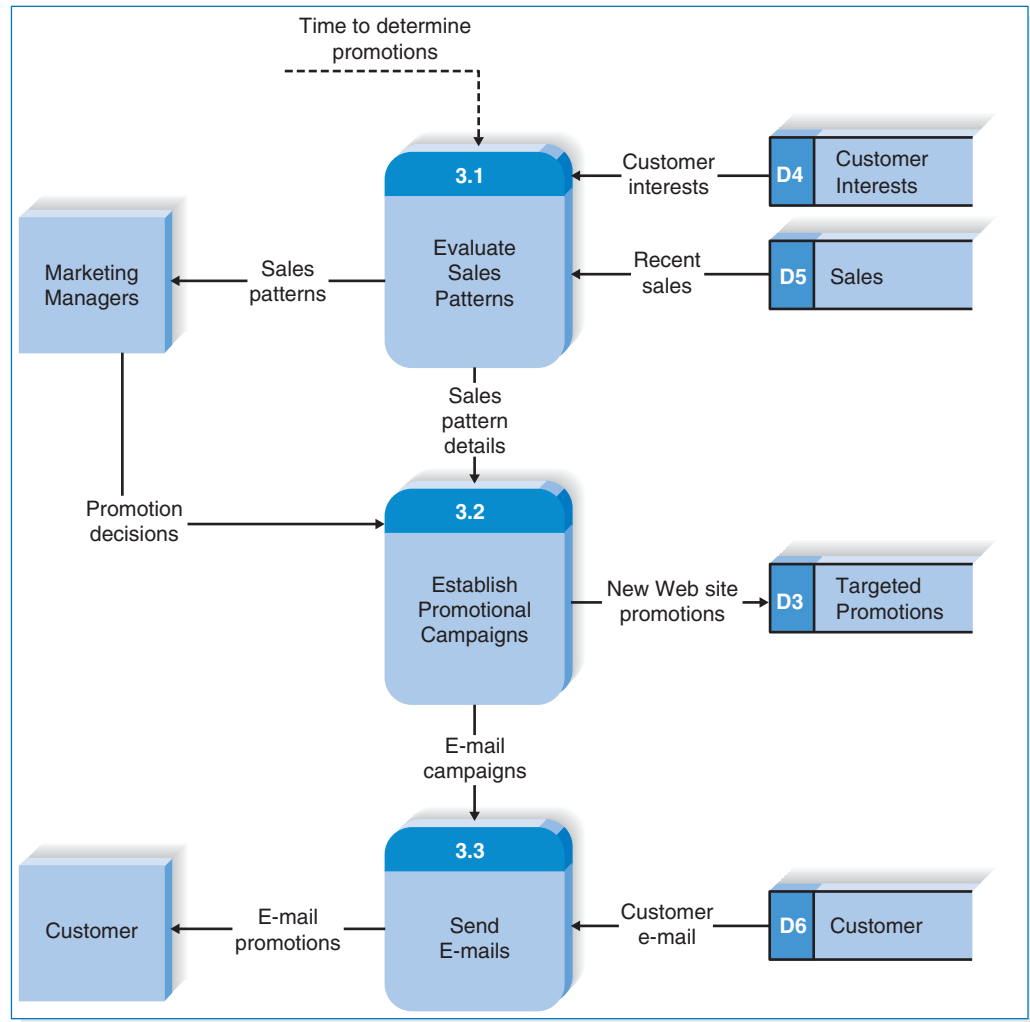 Time to determine
promotions
3.1
Customer
interests
D4
Customer
Interests
Marketing
Managers
Sales
patterns
Evaluate
Sales
Patterns
Recent
sales
D5
Sales
Sales
pattern
details
Promotion
decisions
3.2
Establish
Promotional
Campaigns
New Web site
promotions
D3
Targeted
Promotions
E-mail
campaigns
3.3
Customer
E-mail
promotions
Send
E-mails
Customer
e-mail
D6
Customer